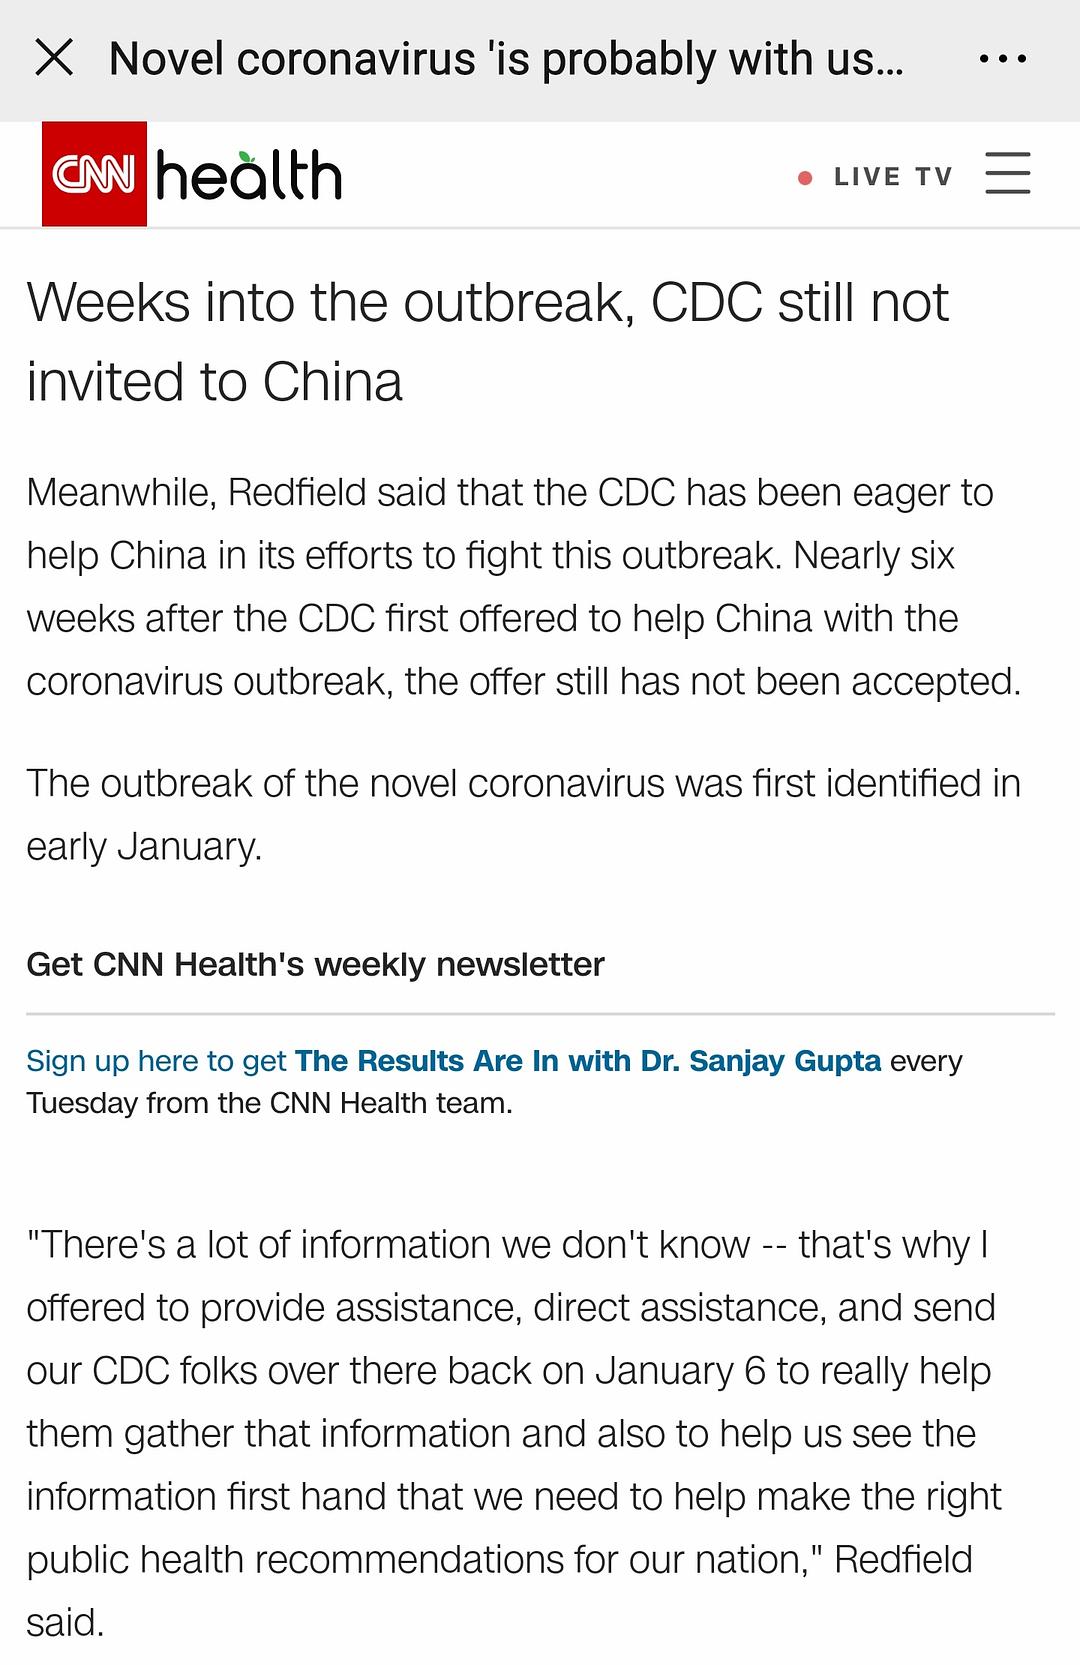 Novel coronavirus 'is probably with us...
CNN health
LIVE TV
Weeks into the outbreak, CDC still not
invited to China
Meanwhile, Redfield said that the CDC has been eager to
help China in its efforts to fight this outbreak. Nearly six
weeks after the CDC first offered to help China with the
coronavirus outbreak, the offer still has not been accepted.
The outbreak of the novel coronavirus was first identified in
early January.
Get CNN Health's weekly newsletter
Sign up here to get The Results Are In with Dr. Sanjay Gupta every
Tuesday from the CNN Health team.
"There's a lot of information we don't know -- that's why I
offered to provide assistance, direct assistance, and send
our CDC folks over there back on January 6 to really help
them gather that information and also to help us see the
information first hand that we need to help make the right
public health recommendations for our nation," Redfield
said.